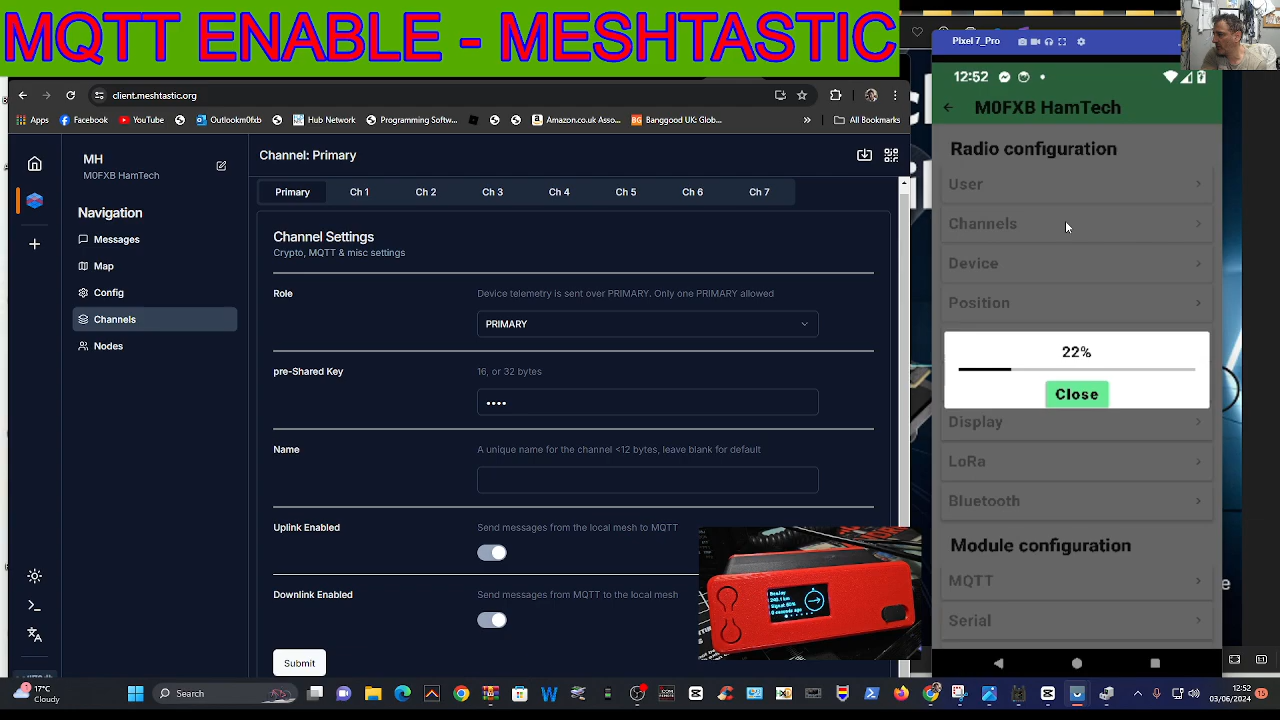 MQTT ENABLE - MESHTASTIC
client.meshtastic.org
Apps
Facebook
YouTube
Outlookm0fxb
Hub Network
Programming Softw...
Amazon.co.uk Asso...
Banggood UK: Glob...
All Bookmarks
MH
M0FXB HamTech
Navigation
Messages
Map
Config
Channels
Nodes
Channel: Primary
Primary Ch 1 Ch 2 Ch 3 Ch 4 Ch 5 Ch 6 Ch 7
Channel Settings
Crypto, MQTT & misc settings
Role
Device telemetry is sent over PRIMARY. Only one PRIMARY allowed
PRIMARY
pre-Shared Key
16, or 32 bytes
••••
Name
A unique name for the channel <12 bytes, leave blank for default
Uplink Enabled
Send messages from the local mesh to MQTT
Downlink Enabled
Send messages from MQTT to the local mesh
Submit
Pixel 7_Pro
12:52
M0FXB HamTech
Radio configuration
User
Channels
Device
Position
22%
Close
Display
LoRa
Bluetooth
Module configuration
MQTT
Serial
17°C
Cloudy
Search
12:52
03/06/2024
15